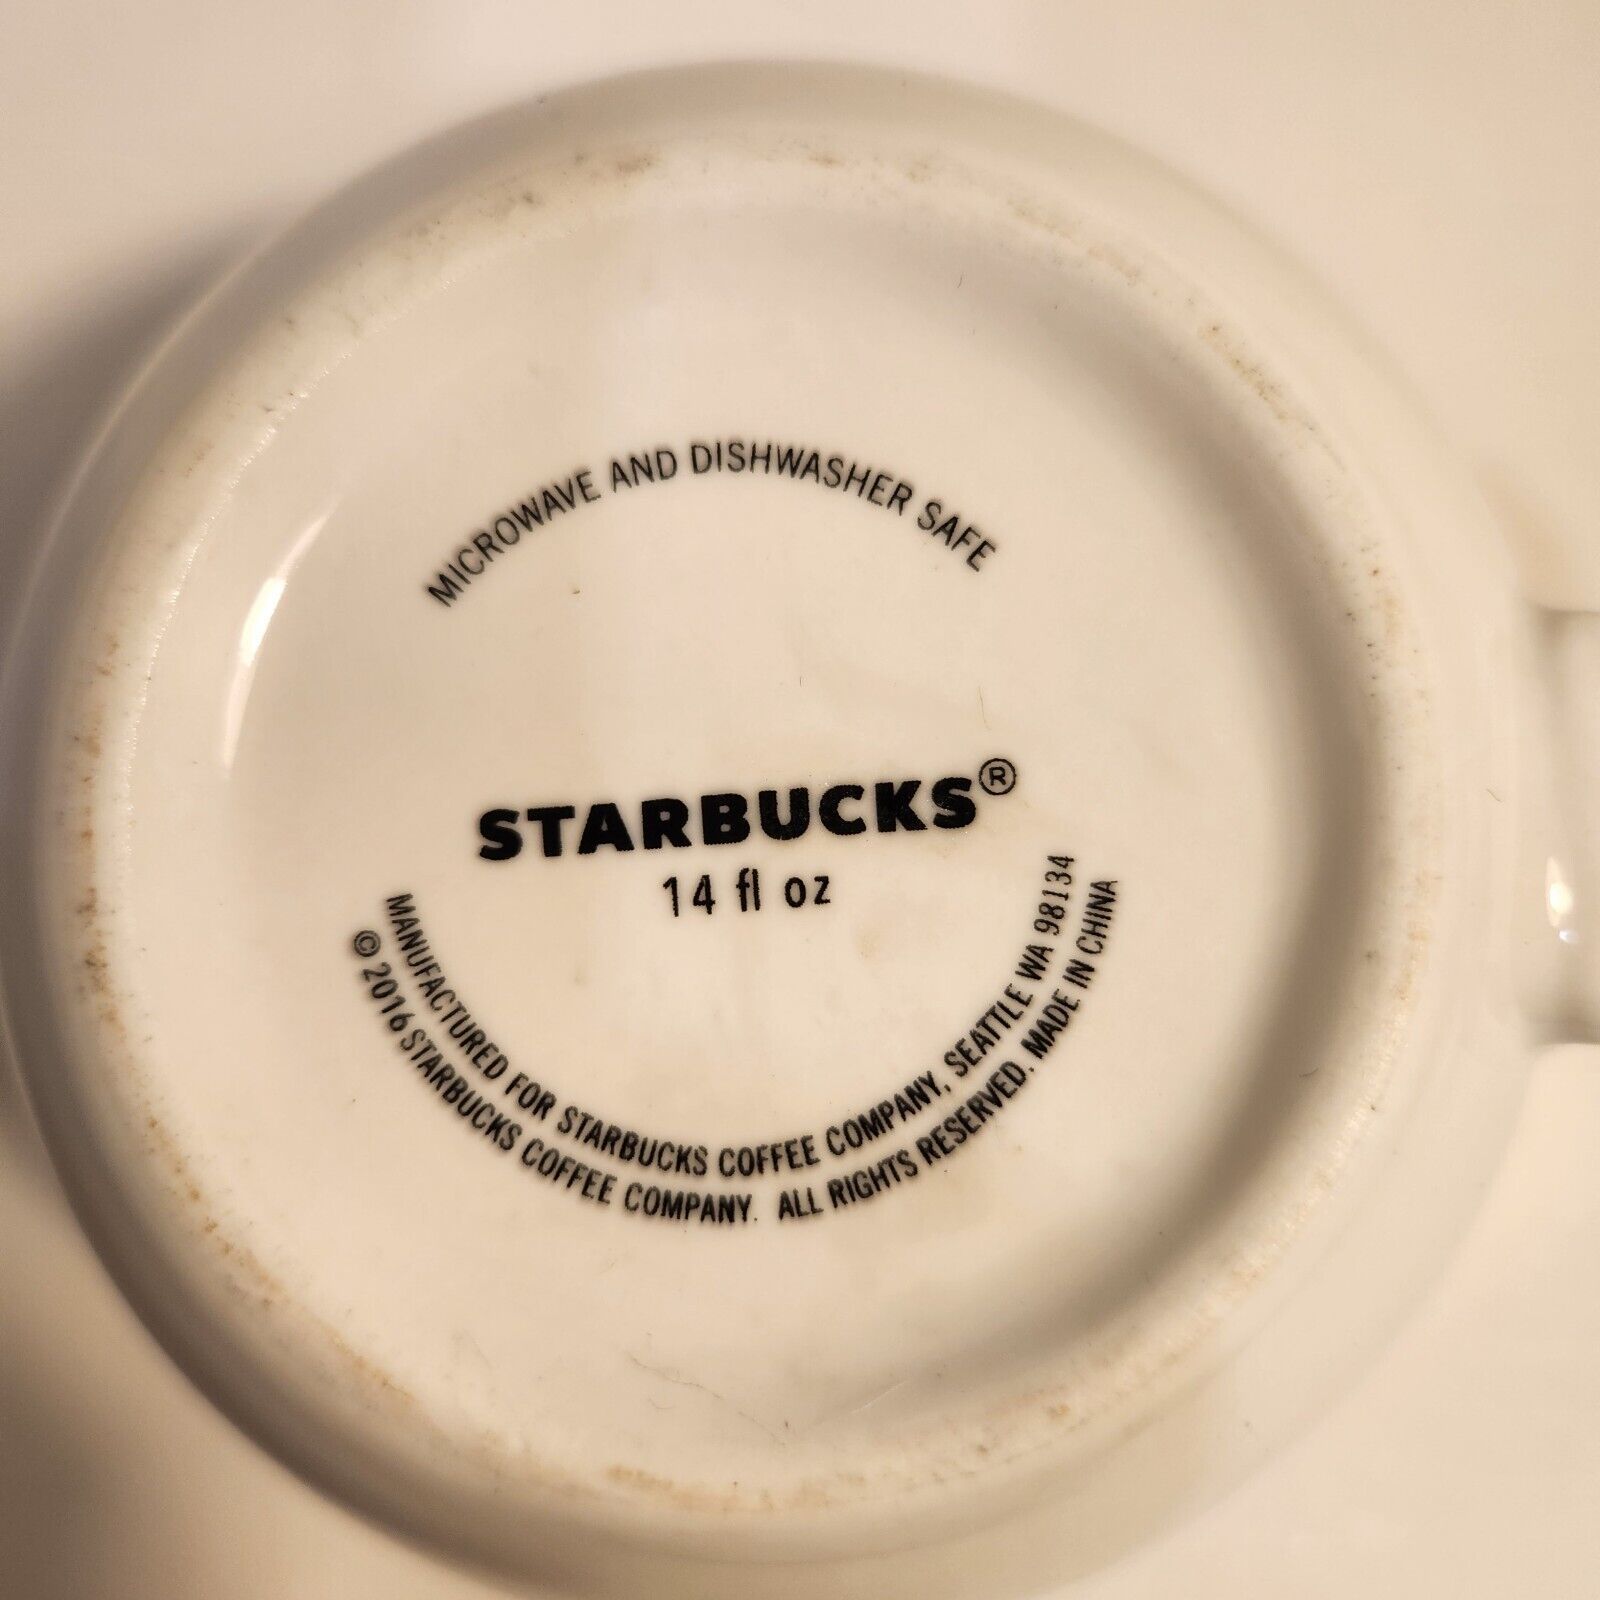 MICROWAVE AND DISHWASHER SAFE
STARBUCKS®
14 fl oz
MANUFACTURED FOR STARBUCKS COFFEE COMPANY, SEATTLE WA 98134
© 2016 STARBUCKS COFFEE COMPANY. ALL RIGHTS RESERVED. MADE IN CHINA